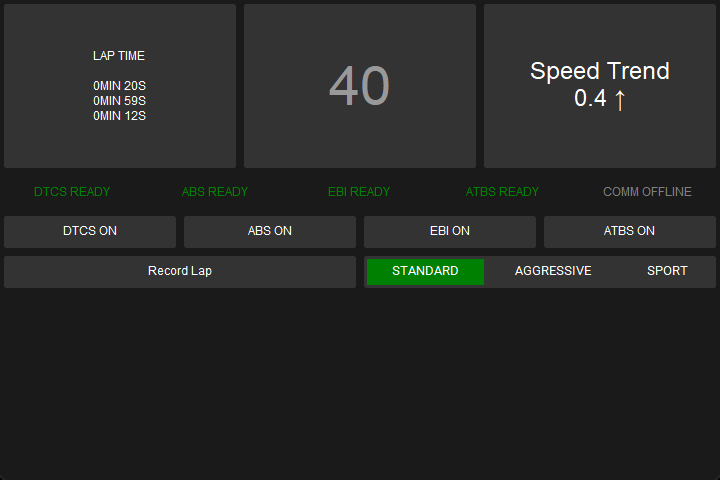 LAP TIME
0MIN 20S
0MIN 59S
0MIN 12S
40
Speed Trend
0.4 ↑
DTCS READY
ABS READY
EBI READY
ATBS READY
COMM OFFLINE
DTCS ON
ABS ON
EBI ON
ATBS ON
Record Lap
STANDARD
AGGRESSIVE
SPORT